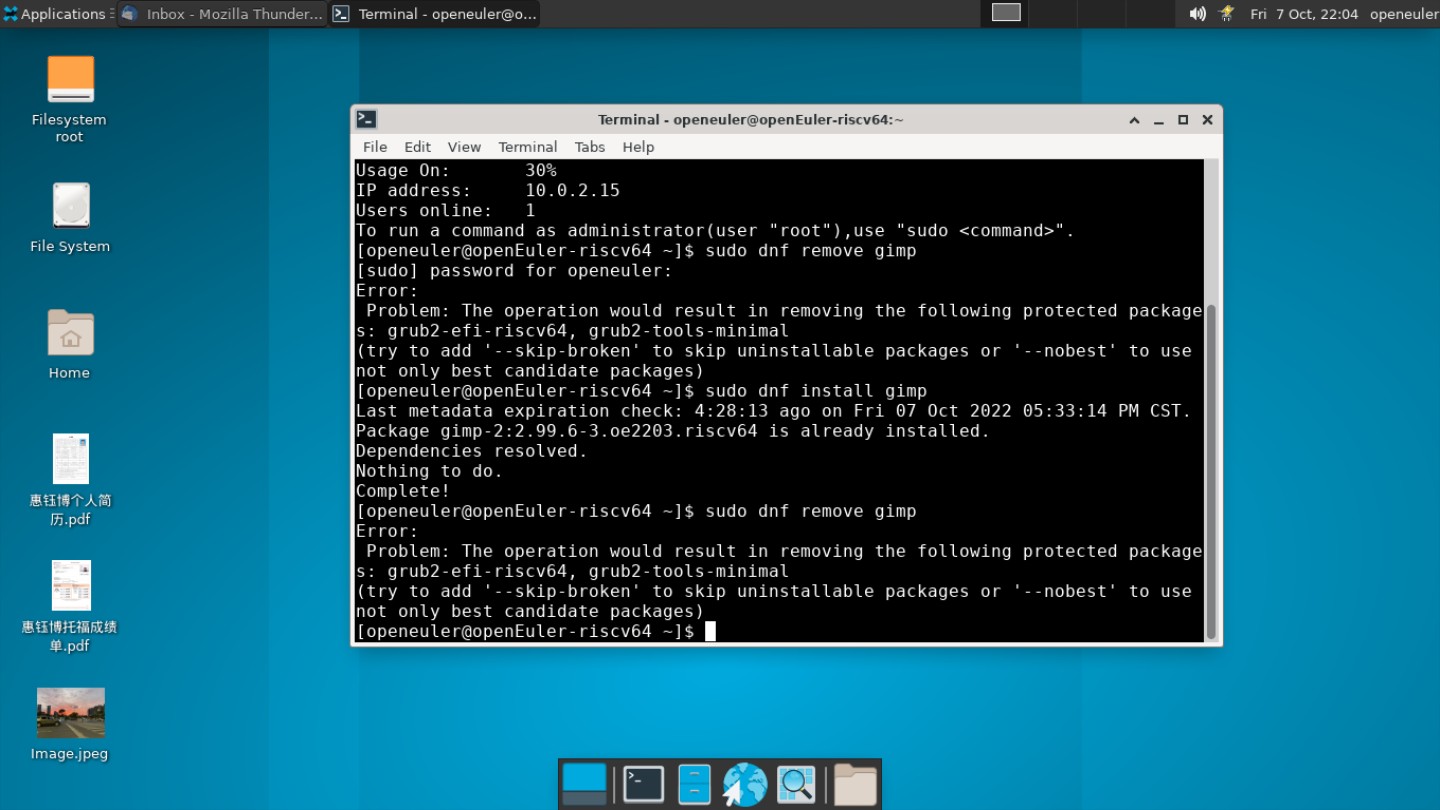 Applications
Inbox - Mozilla Thunder...
Terminal - openeuler@o...
Fri 7 Oct, 22:04
openeuler
Filesystem
root
File System
Home
惠钰博个人简
历.pdf
惠钰博托福成绩
单.pdf
Image.jpeg
Terminal - openeuler@openEuler-riscv64:~
File Edit View Terminal Tabs Help
Usage On: 30%
IP address: 10.0.2.15
Users online: 1
To run a command as administrator(user "root"),use "sudo <command>".
[openeuler@openEuler-riscv64 ~]$ sudo dnf remove gimp
[sudo] password for openeuler:
Error:
Problem: The operation would result in removing the following protected package
s: grub2-efi-riscv64, grub2-tools-minimal
(try to add '--skip-broken' to skip uninstallable packages or '--nobest' to use
not only best candidate packages)
[openeuler@openEuler-riscv64 ~]$ sudo dnf install gimp
Last metadata expiration check: 4:28:13 ago on Fri 07 Oct 2022 05:33:14 PM CST.
Package gimp-2:2.99.6-3.oe2203.riscv64 is already installed.
Dependencies resolved.
Nothing to do.
Complete!
[openeuler@openEuler-riscv64 ~]$ sudo dnf remove gimp
Error:
Problem: The operation would result in removing the following protected package
s: grub2-efi-riscv64, grub2-tools-minimal
(try to add '--skip-broken' to skip uninstallable packages or '--nobest' to use
not only best candidate packages)
[openeuler@openEuler-riscv64 ~]$